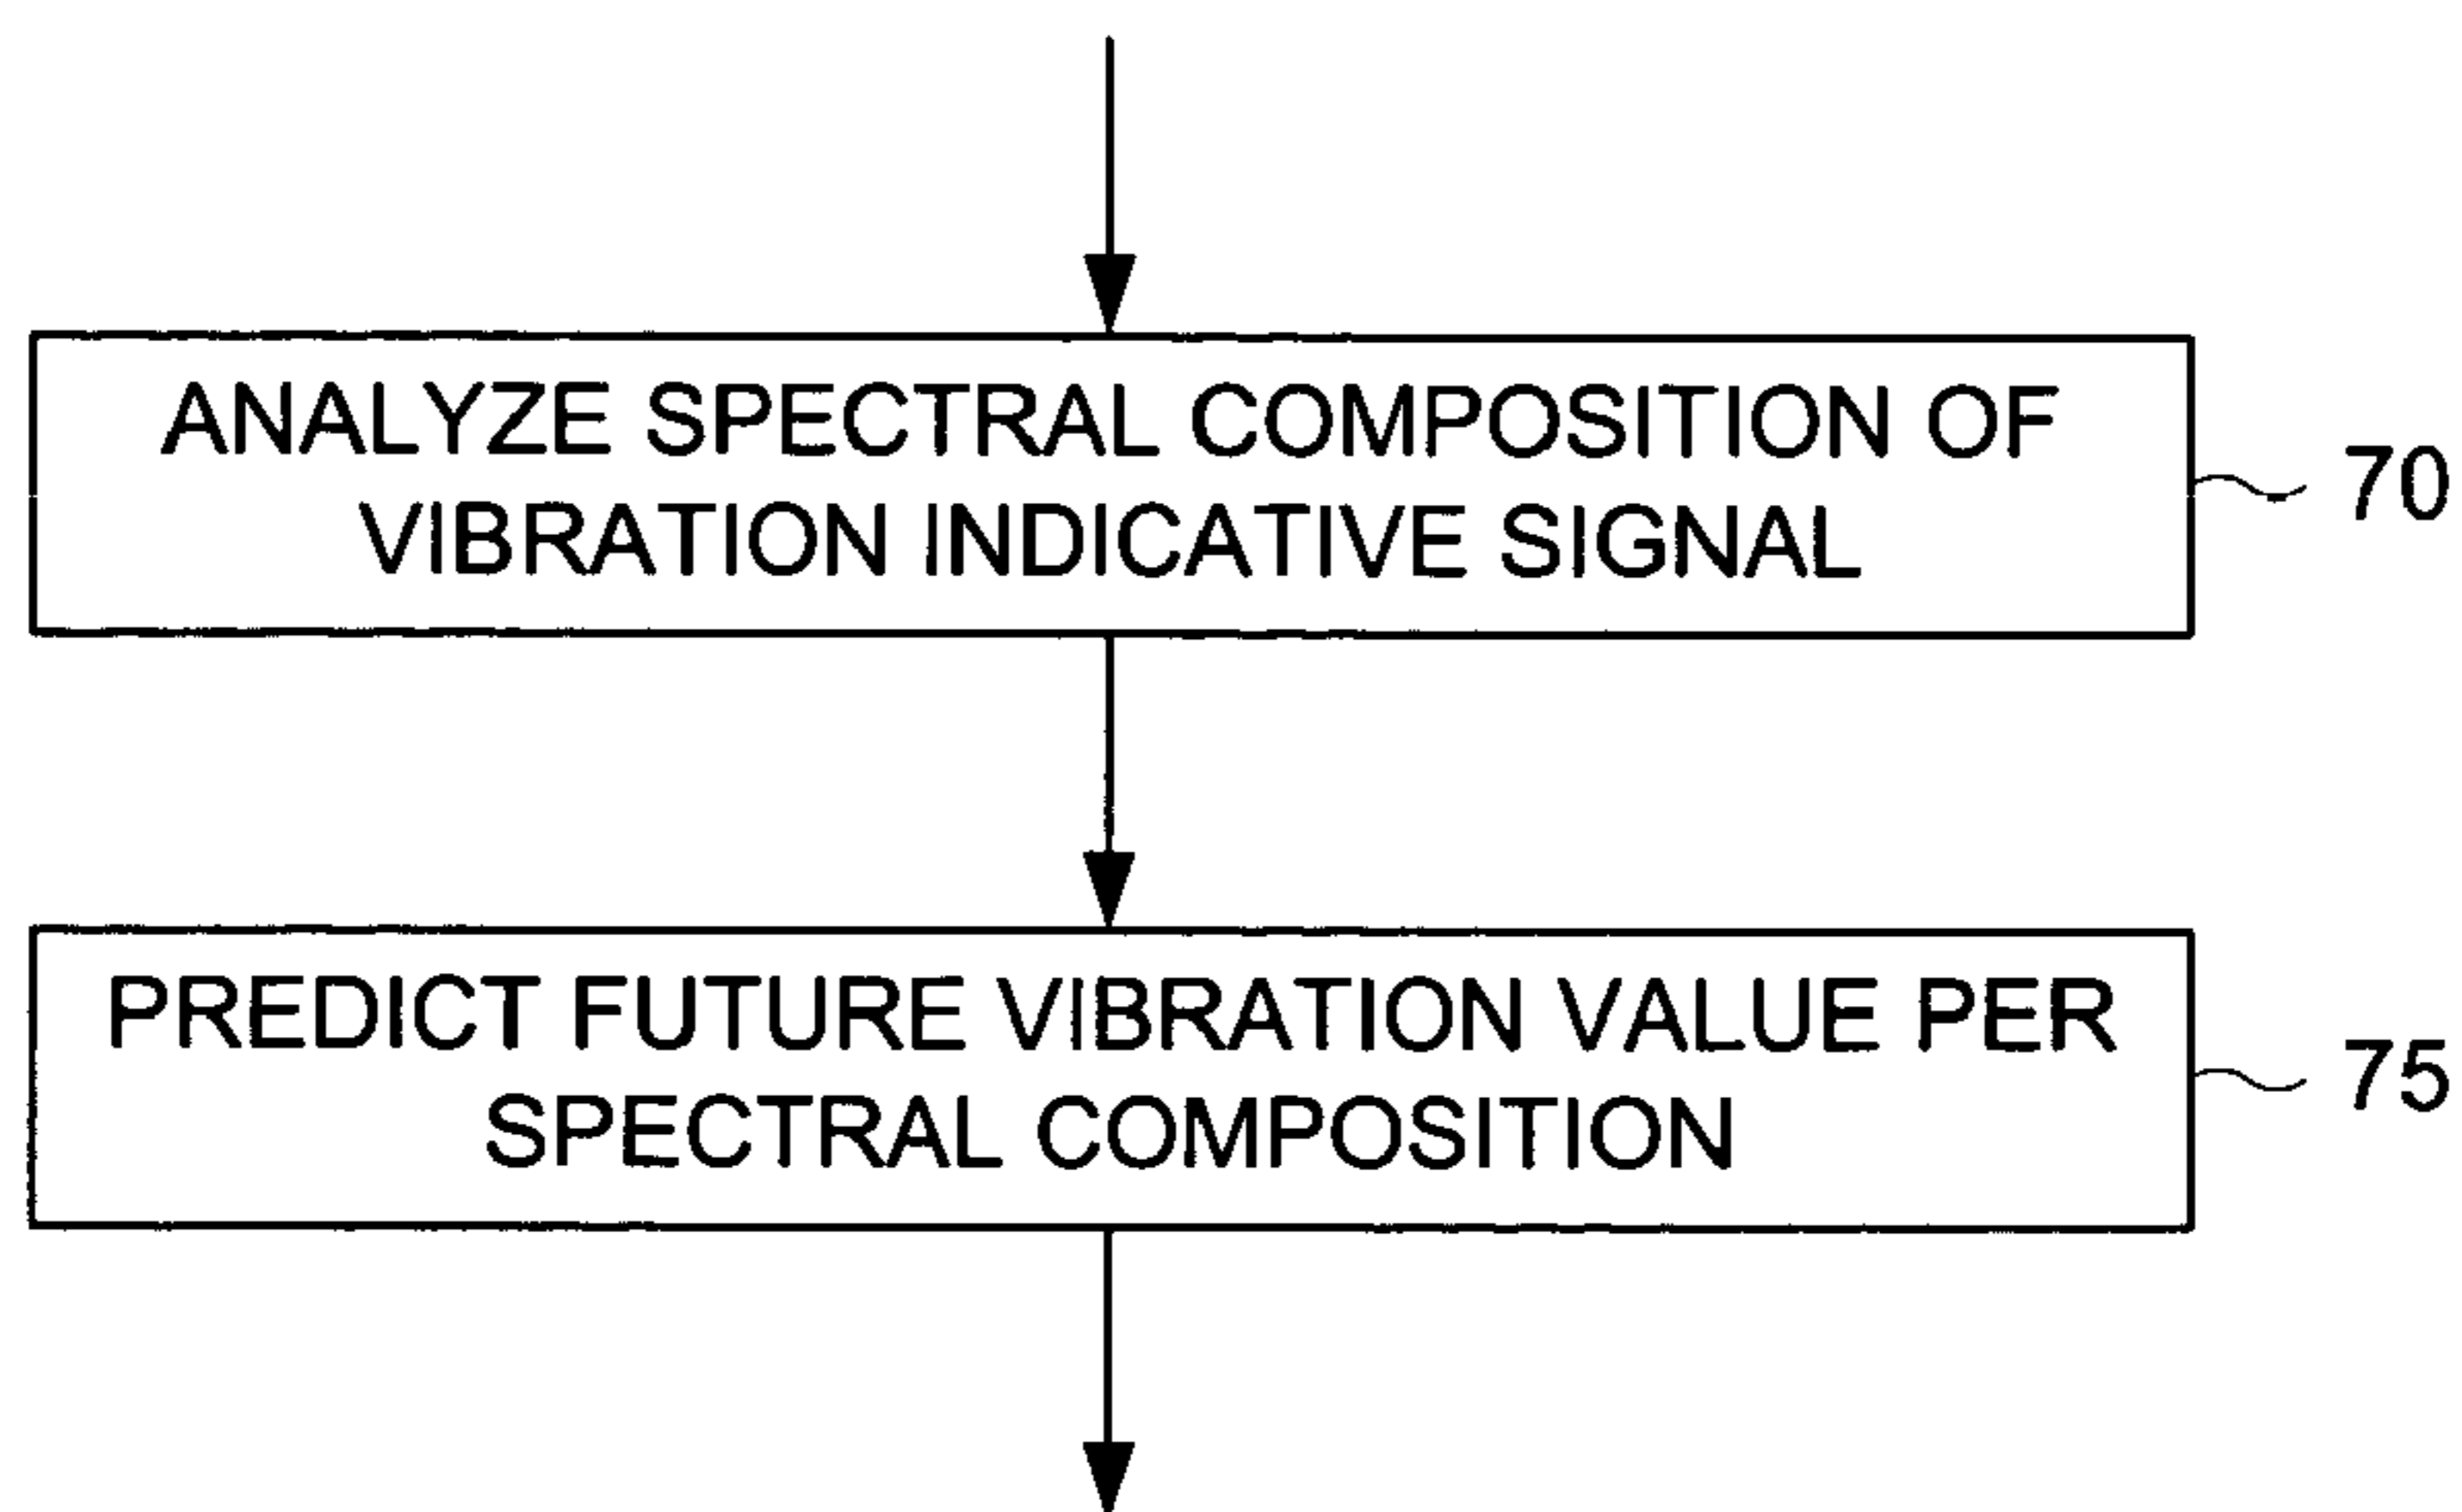 ANALYZE SPECTRAL COMPOSITION OF
VIBRATION INDICATIVE SIGNAL
70
PREDICT FUTURE VIBRATION VALUE PER
SPECTRAL COMPOSITION
75